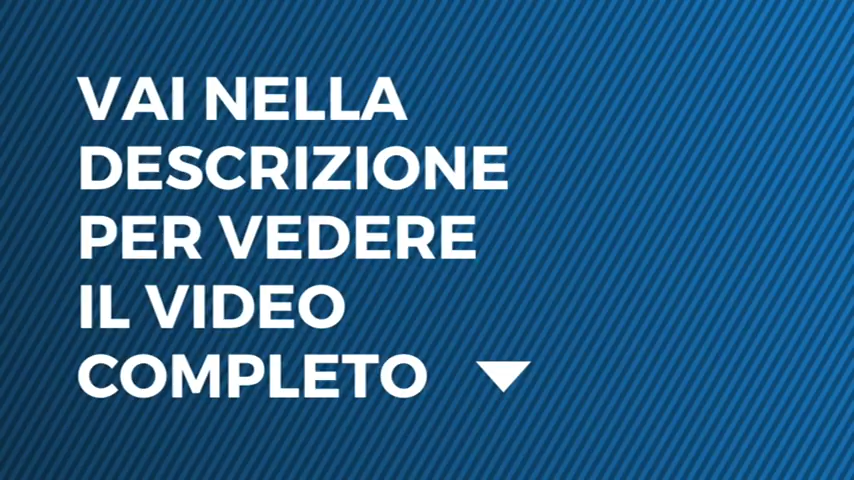 VAI NELLA
DESCRIZIONE
PER VEDERE
IL VIDEO
COMPLETO